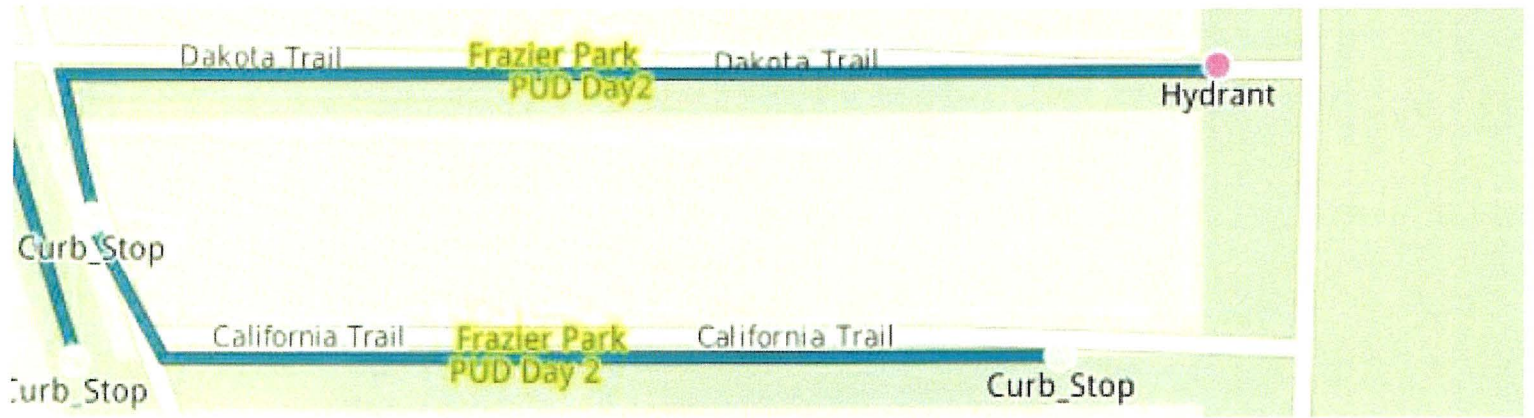 Dakota Trail
Frazier Park
PUD Day2
Dakota Trail
Hydrant
Curb_Stop
California Trail
Frazier Park
PUD Day 2
California Trail
Curb_Stop
Curb_Stop